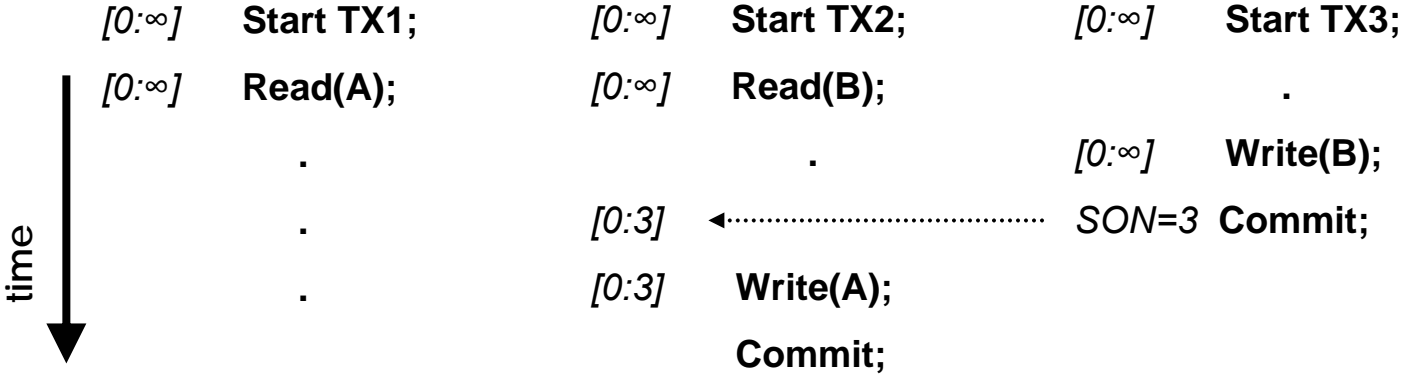 [0:∞] Start TX1; [0:∞] Start TX2; [0:∞] Start TX3;
[0:∞] Read(A); [0:∞] Read(B); .
. . [0:∞] Write(B);
. [0:3] SON=3 Commit;
. [0:3] Write(A);
Commit;
time